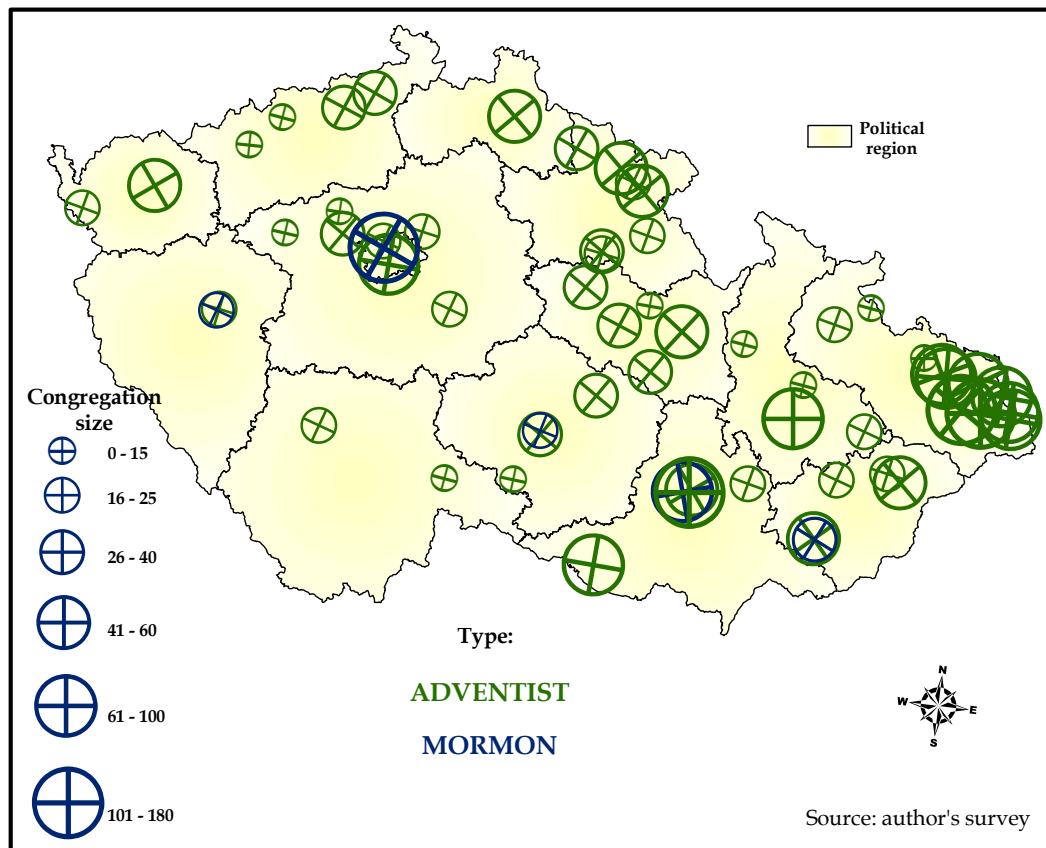 Political
region
Congregation
size
0 - 15
16 - 25
26 - 40
41 - 60
61 - 100
101 - 180
Type:
ADVENTIST
MORMON
N
W
E
S
Source: author's survey